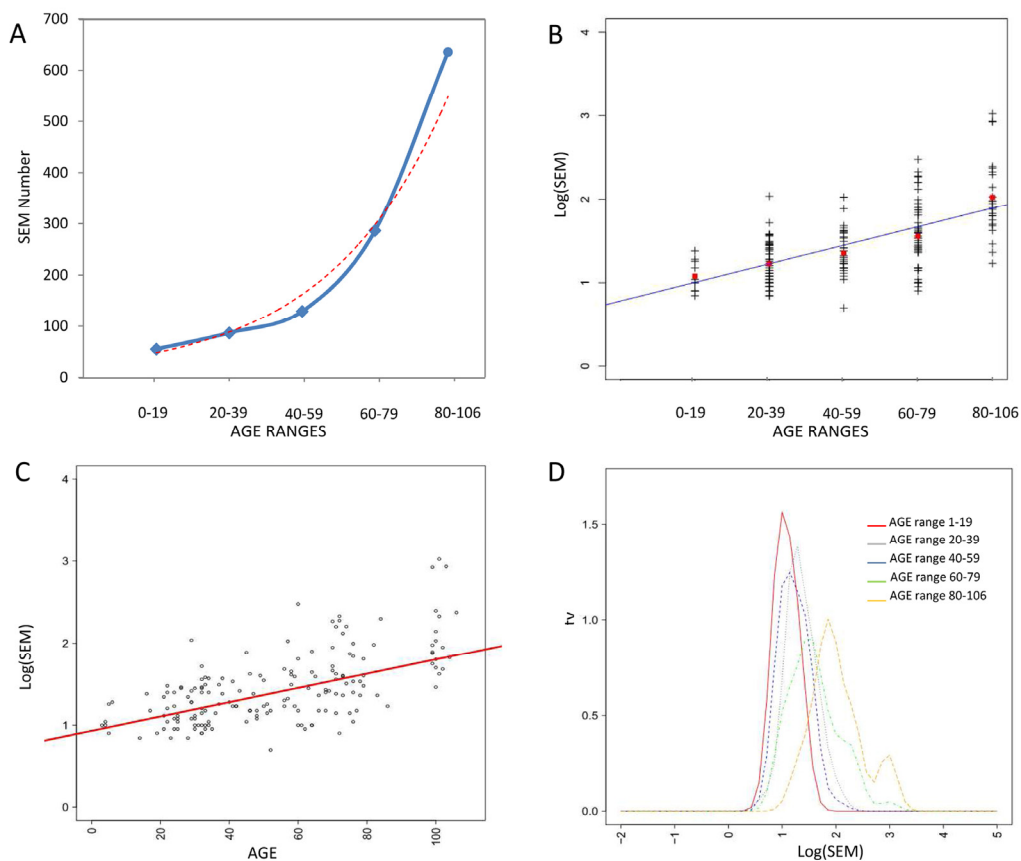 A
700
600
500
400
300
200
100
0
SEM Number
0-19 20-39 40-59 60-79 80-106
AGE RANGES
B
4
3
2
1
0
Log(SEM)
0-19 20-39 40-59 60-79 80-106
AGE RANGES
C
4
3
2
1
0
Log(SEM)
0 20 40 60 80 100
AGE
D
1.5
1.0
0.5
0.0
AGE range 1-19
AGE range 20-39
AGE range 40-59
AGE range 60-79
AGE range 80-106
-2 -1 0 1 2 3 4 5
Log(SEM)